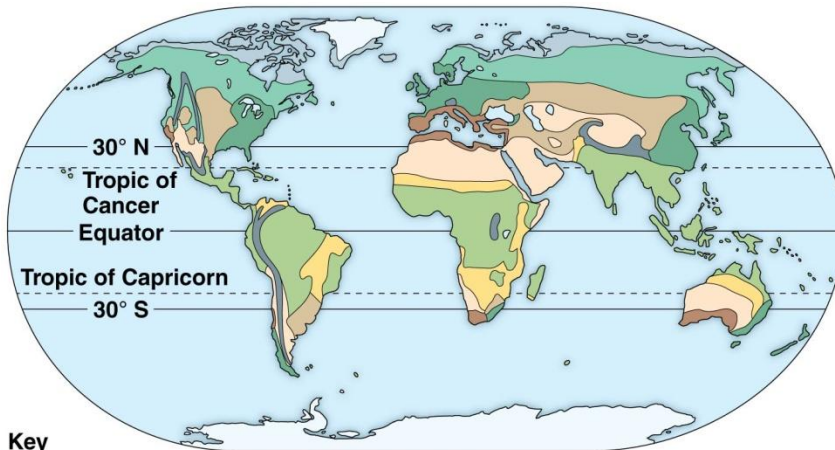 30° N
Tropic of
Cancer
Equator
Tropic of Capricorn
30° S
Key